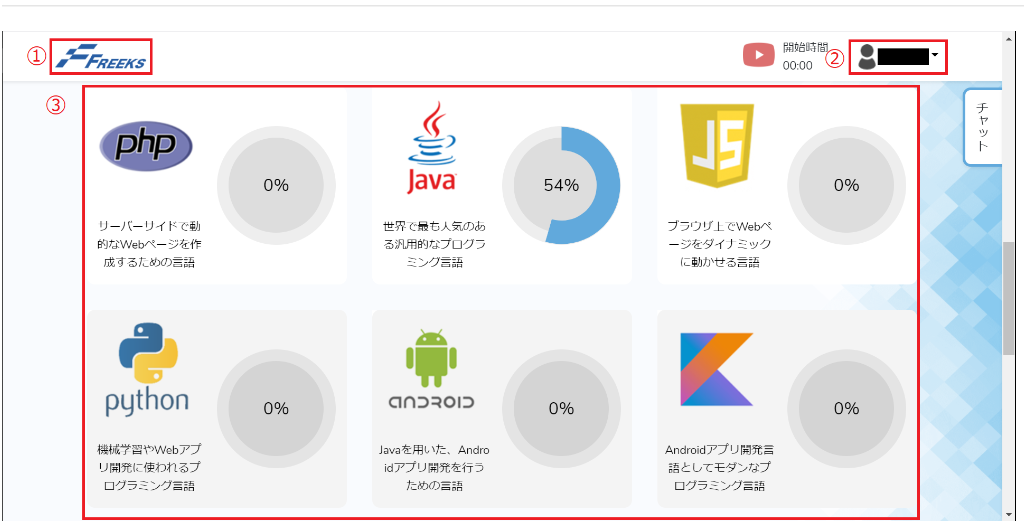 ①
FREEKS
開始時間
00:00
②
③
チャット
php
0%
リーバーサイドで動
的なWebページを作
成するための言語
Java
54%
世界で最も人気のあ
る汎用的なプログラ
ミング言語
JS
0%
ブラウザ上でWebペ
ージをダイナミック
に動かせる言語
python
0%
機械学習やWebアプ
リ開発に使われるプ
ログラミング言語
ANDROID
0%
Javaを用いた、Andro
idアプリ開発を行う
ための言語
0%
Androidアプリ開発言
語としてモダンなプ
ログラミング言語